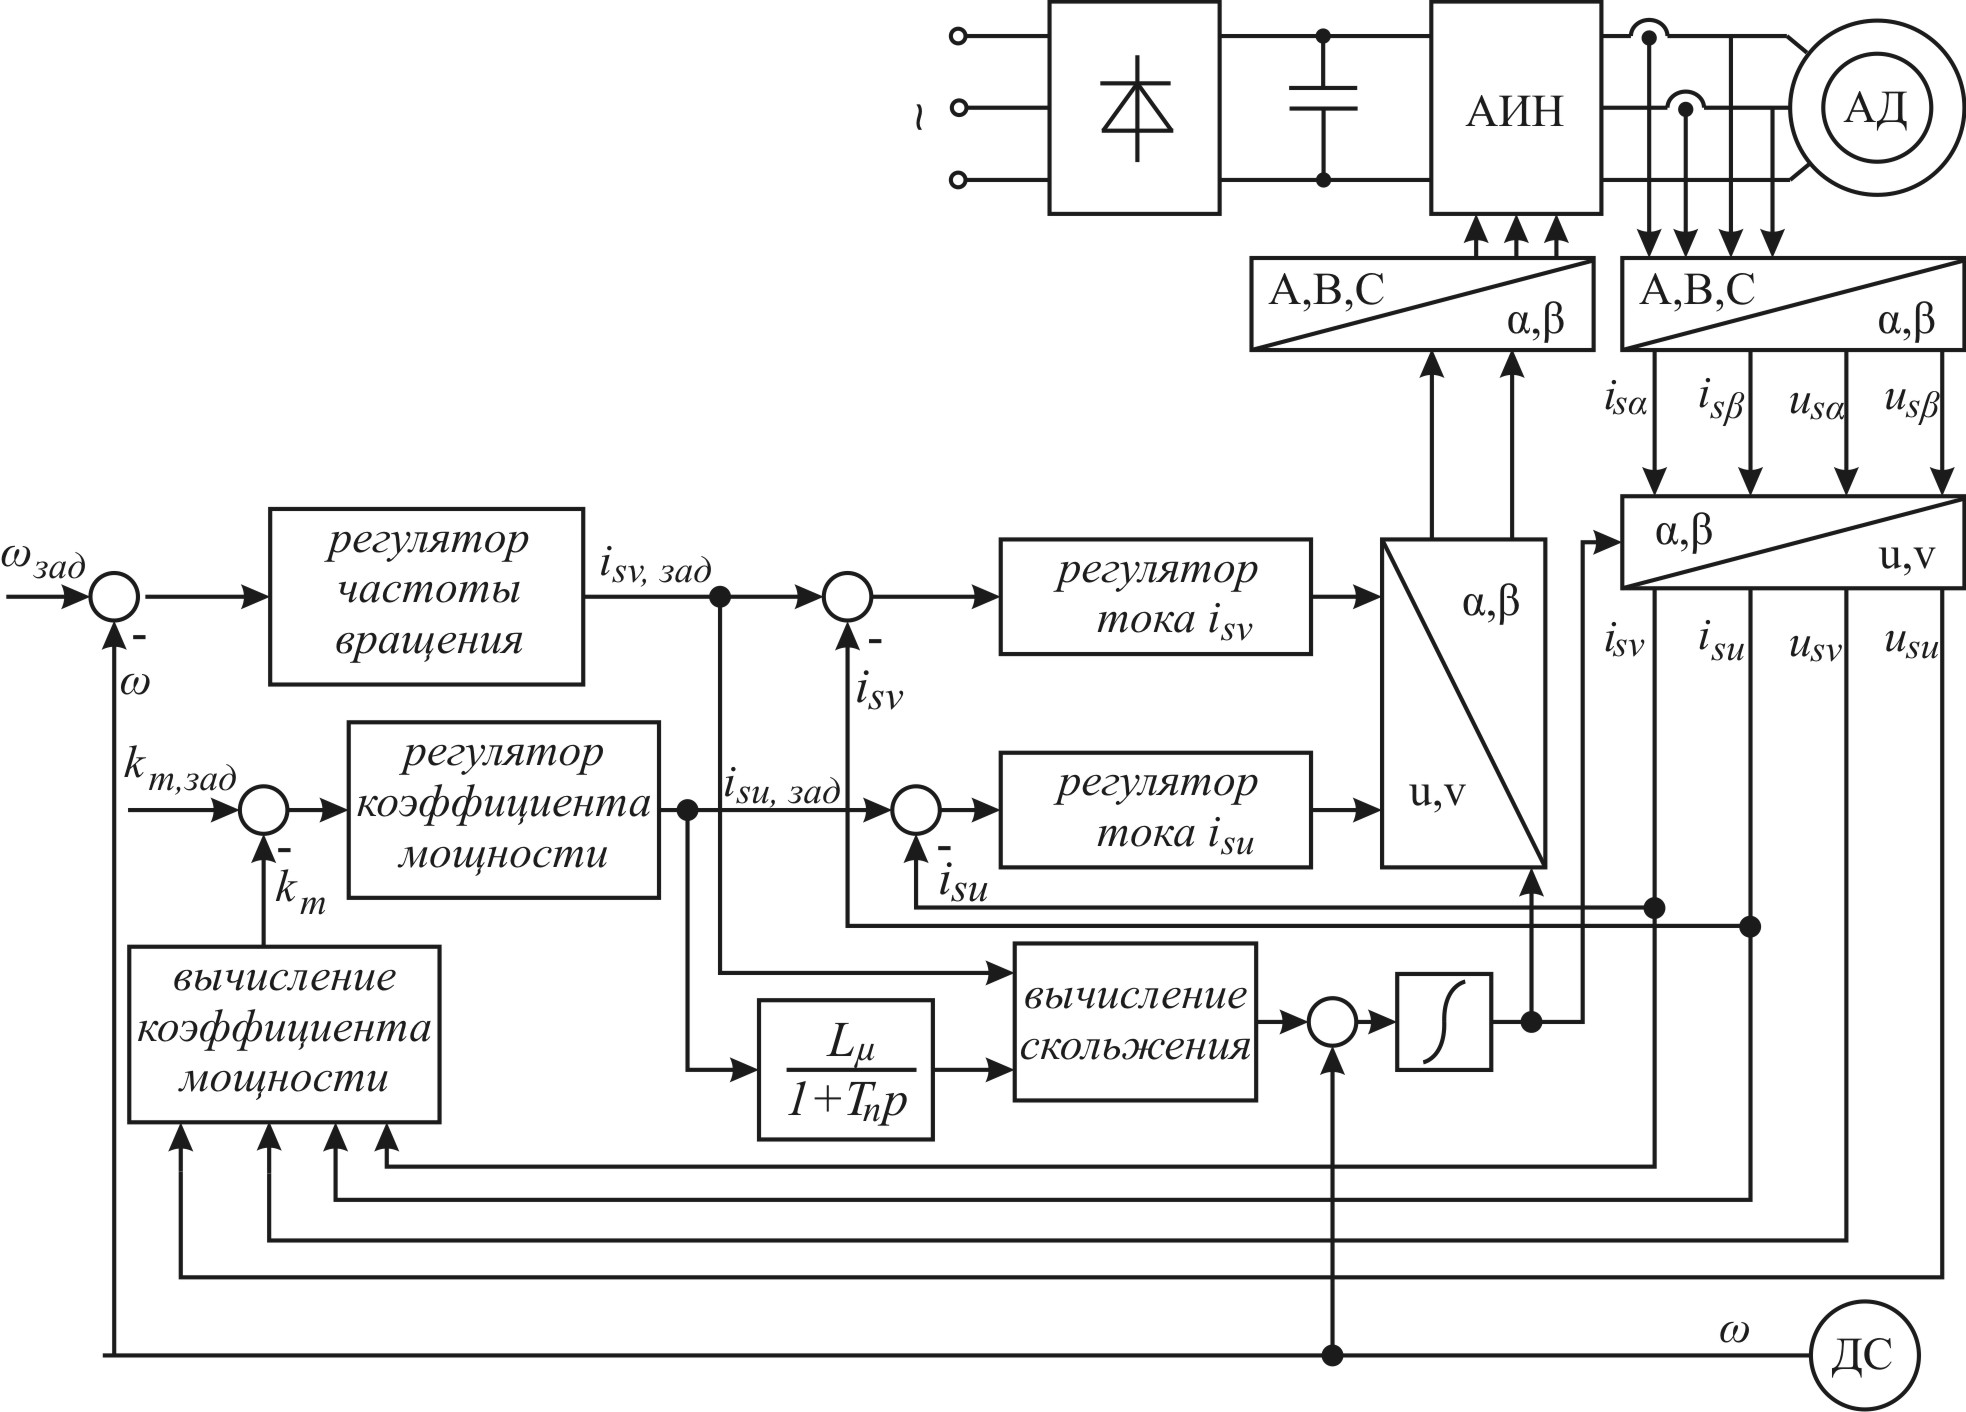 ~
АИН
АД
A,B,C
α,β
A,B,C
α,β
isα
isβ
usα
usβ
α,β
u,v
isv
isu
usv
usu
ωзад
-
ω
регулятор
частоты
вращения
isv, зад
-
isv
регулятор
тока isv
α,β
u,v
km,зад
-
km
регулятор
коэффициента
мощности
isu, зад
-
isu
регулятор
тока isu
вычисление
коэффициента
мощности
Lμ
1+Tnp
вычисление
скольжения
∫
ω
ДС